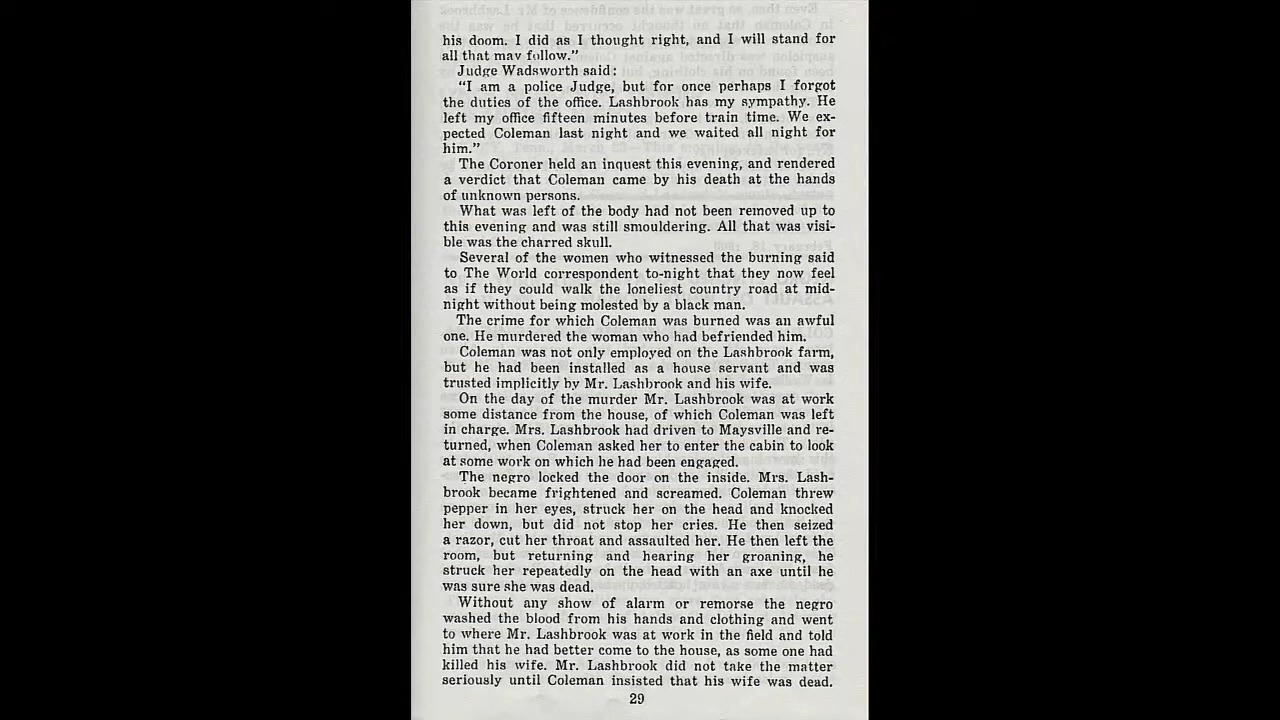 his doom. I did as I thought right, and I will stand for
all that may follow."
Judge Wadsworth said:
"I am a police Judge, but for once perhaps I forgot
the duties of the office. Lashbrook has my sympathy. He
left my office fifteen minutes before train time. We ex-
pected Coleman last night and we waited all night for
him."
The Coroner held an inquest this evening, and rendered
a verdict that Coleman came by his death at the hands
of unknown persons.
What was left of the body had not been removed up to
this evening and was still smouldering. All that was visi-
ble was the charred skull.
Several of the women who witnessed the burning said
to The World correspondent to-night that they now feel
as if they could walk the loneliest country road at mid-
night without being molested by a black man.
The crime for which Coleman was burned was an awful
one. He murdered the woman who had befriended him.
Coleman was not only employed on the Lashbrook farm,
but he had been installed as a house servant and was
trusted implicitly by Mr. Lashbrook and his wife.
On the day of the murder Mr. Lashbrook was at work
some distance from the house, of which Coleman was left
in charge. Mrs. Lashbrook had driven to Maysville and re-
turned, when Coleman asked her to enter the cabin to look
at some work on which he had been engaged.
The negro locked the door on the inside. Mrs. Lash-
brook became frightened and screamed. Coleman threw
pepper in her eyes, struck her on the head and knocked
her down, but did not stop her cries. He then seized
a razor, cut her throat and assaulted her. He then left the
room, but returning and hearing her groaning, he
struck her repeatedly on the head with an axe until he
was sure she was dead.
Without any show of alarm or remorse the negro
washed the blood from his hands and clothing and went
to where Mr. Lashbrook was at work in the field and told
him that he had better come to the house, as some one had
killed his wife. Mr. Lashbrook did not take the matter
seriously until Coleman insisted that his wife was dead.
29